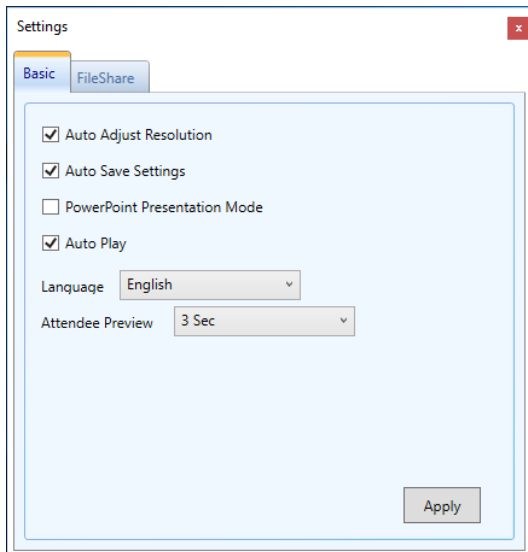 Settings
x
Basic
FileShare
Auto Adjust Resolution
Auto Save Settings
PowerPoint Presentation Mode
Auto Play
Language English
Attendee Preview 3 Sec
Apply